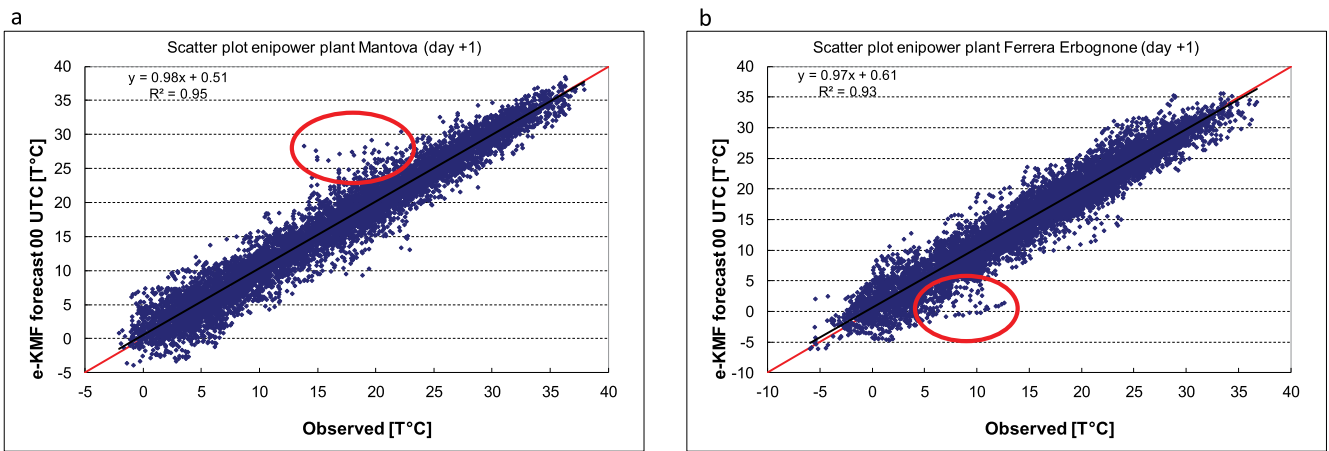 a
Scatter plot enipower plant Mantova (day +1)
y = 0.98x + 0.51
R² = 0.95
e-KMF forecast 00 UTC [T°C]
40
35
30
25
20
15
10
5
0
-5
-5 0 5 10 15 20 25 30 35 40
Observed [T°C]
b
Scatter plot enipower plant Ferrera Erbognone (day +1)
y = 0.97x + 0.61
R² = 0.93
e-KMF forecast 00 UTC [T°C]
40
35
30
25
20
15
10
5
0
-5
-10
-10 -5 0 5 10 15 20 25 30 35 40
Observed [T°C]